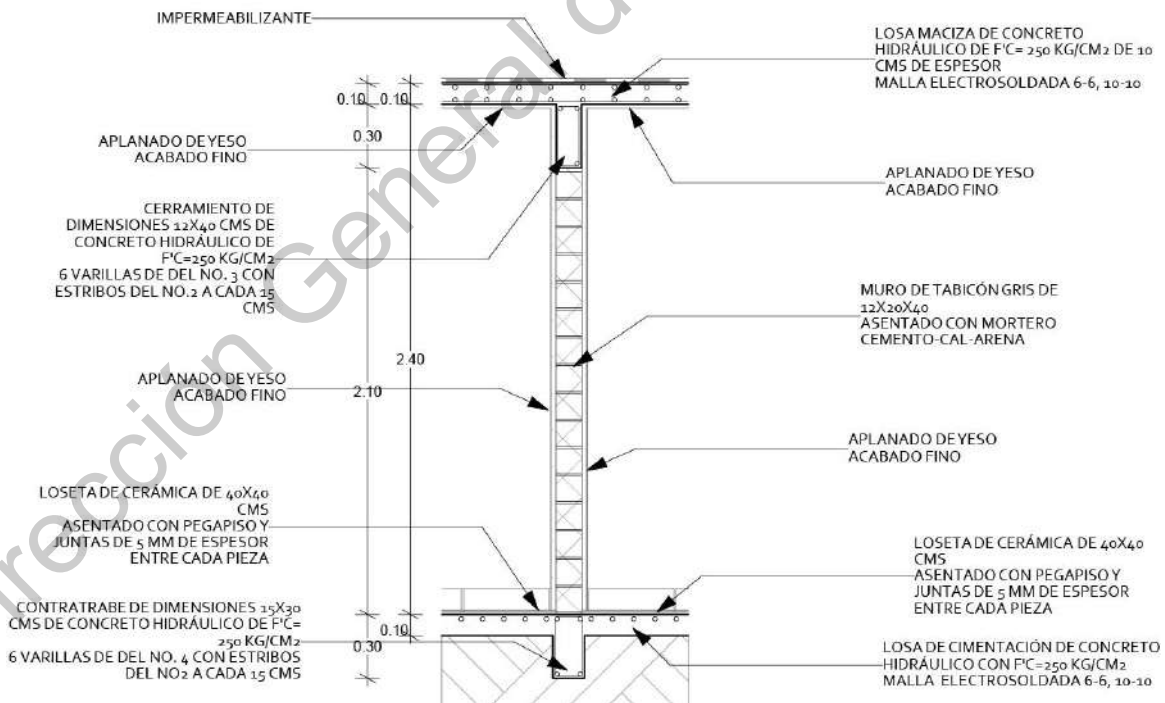 IMPERMEABILIZANTE
LOSA MACIZA DE CONCRETO
HIDRÁULICO DE F'C= 250 KG/CM2 DE 10
CMS DE ESPESOR
MALLA ELECTROSOLDADA 6-6, 10-10
0.10
0.10
0.30
APLANADO DE YESO
ACABADO FINO
APLANADO DE YESO
ACABADO FINO
CERRAMIENTO DE
DIMENSIONES 12X40 CMS DE
CONCRETO HIDRÁULICO DE
F'C=250 KG/CM2
6 VARILLAS DE DEL NO. 3 CON
ESTRIBOS DEL NO.2 A CADA 15
CMS
MURO DE TABICÓN GRIS DE
12X20X40
ASENTADO CON MORTERO
CEMENTO-CAL-ARENA
2.40
2.10
APLANADO DE YESO
ACABADO FINO
APLANADO DE YESO
ACABADO FINO
LOSETA DE CERÁMICA DE 40X40
CMS
ASENTADO CON PEGAPISO Y
JUNTAS DE 5 MM DE ESPESOR
ENTRE CADA PIEZA
LOSETA DE CERÁMICA DE 40X40
CMS
ASENTADO CON PEGAPISO Y
JUNTAS DE 5 MM DE ESPESOR
ENTRE CADA PIEZA
CONTRATRABE DE DIMENSIONES 15X30
CMS DE CONCRETO HIDRÁULICO DE F'C=
250 KG/CM2
6 VARILLAS DE DEL NO. 4 CON ESTRIBOS
DEL NO2 A CADA 15 CMS
0.10
0.30
LOSA DE CIMENTACIÓN DE CONCRETO
HIDRÁULICO CON F'C=250 KG/CM2
MALLA ELECTROSOLDADA 6-6, 10-10
rección General d